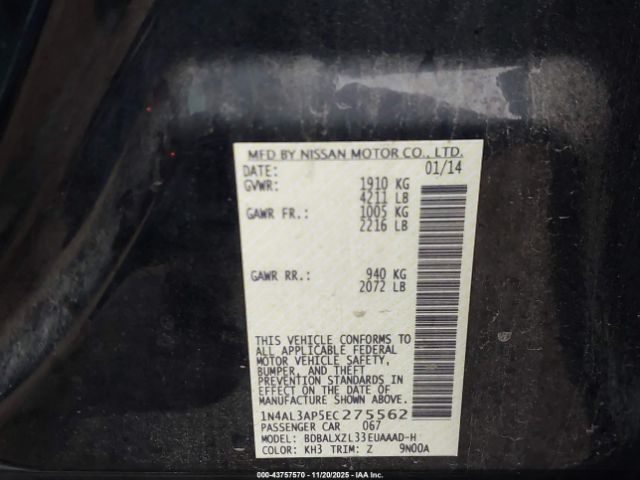 MFD BY NISSAN MOTOR CO., LTD.
DATE: 01/14
GVWR: 1910 KG
4211 LB
GAWR FR.: 1005 KG
2216 LB
GAWR RR.: 940 KG
2072 LB
THIS VEHICLE CONFORMS TO
ALL APPLICABLE FEDERAL
MOTOR VEHICLE SAFETY,
BUMPER, AND THEFT
PREVENTION STANDARDS
IN EFFECT ON THE DATE OF
MANUFACTURE SHOWN ABOVE.
1N4AL3AP5EC275562
PASSENGER CAR 067
MODEL: BDBALXZL33EUAAAD-H
COLOR: KH3 TRIM: Z 9N00A
Stock ID: 43757570 | 11/20/2025 - IAA Inc.